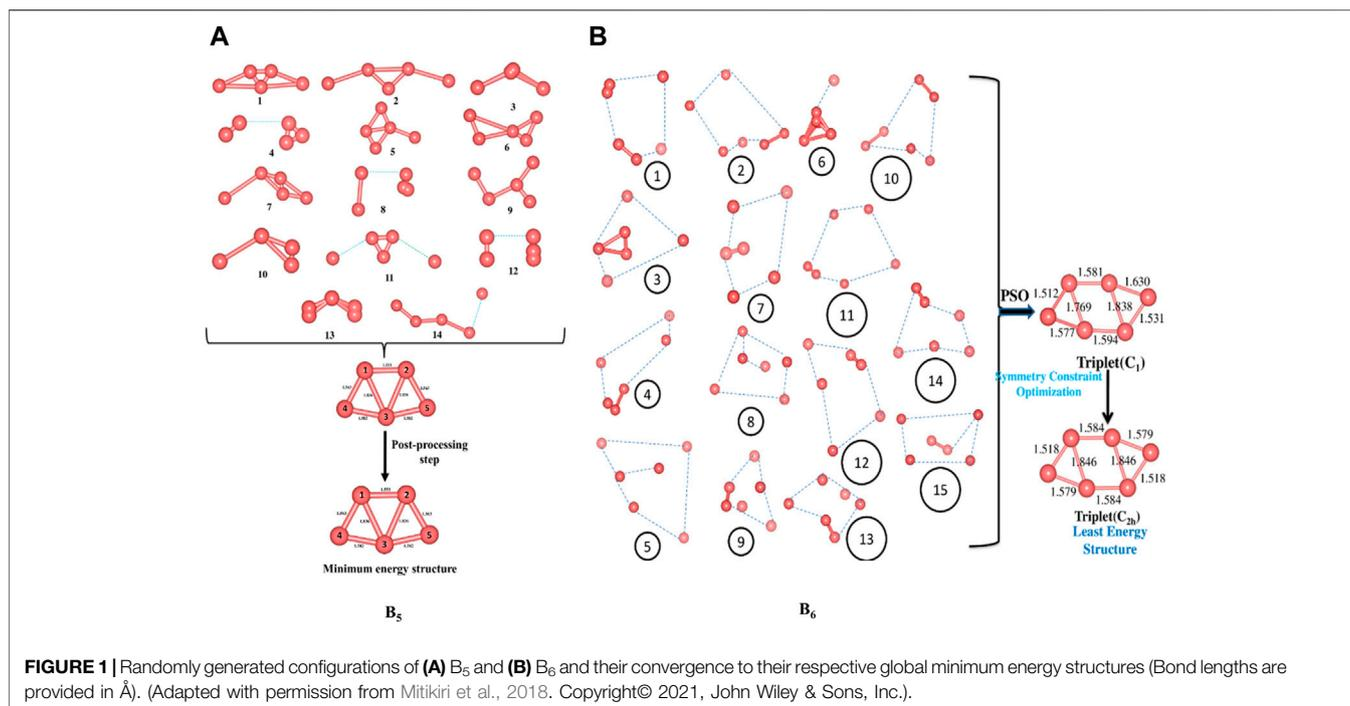 A
B
1
2
3
4
5
6
7
8
9
10
11
12
13
14
1 2
4 3 5
Post-processing
step
1 2
4 3 5
Minimum energy structure
B₅
1
2
6
10
3
7
11
4
8
14
12
15
5
9
13
B₆
PSO
1.581
1.630
1.512
1.769
1.838
1.531
1.577
1.594
Triplet(C₁)
Symmetry Constraint
Optimization
1.584
1.579
1.518
1.846
1.846
1.518
1.579
1.584
Triplet(C₂ₕ)
Least Energy
Structure
FIGURE 1 | Randomly generated configurations of (A) B₅ and (B) B₆ and their convergence to their respective global minimum energy structures (Bond lengths are
provided in Å). (Adapted with permission from Mitikiri et al., 2018. Copyright© 2021, John Wiley & Sons, Inc.).